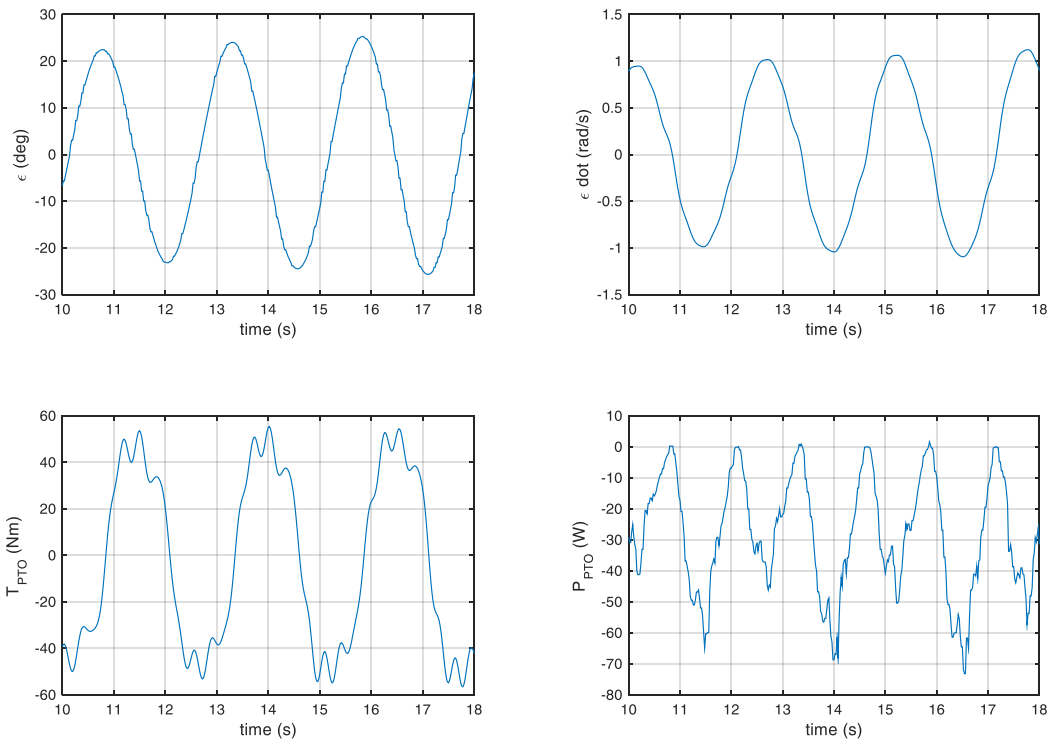 30
20
10
0
-10
-20
-30
ϵ (deg)
10 11 12 13 14 15 16 17 18
time (s)
1.5
1
0.5
0
-0.5
-1
-1.5
ϵ dot (rad/s)
10 11 12 13 14 15 16 17 18
time (s)
60
40
20
0
-20
-40
-60
T_PTO (Nm)
10 11 12 13 14 15 16 17 18
time (s)
10
0
-10
-20
-30
-40
-50
-60
-70
-80
P_PTO (W)
10 11 12 13 14 15 16 17 18
time (s)